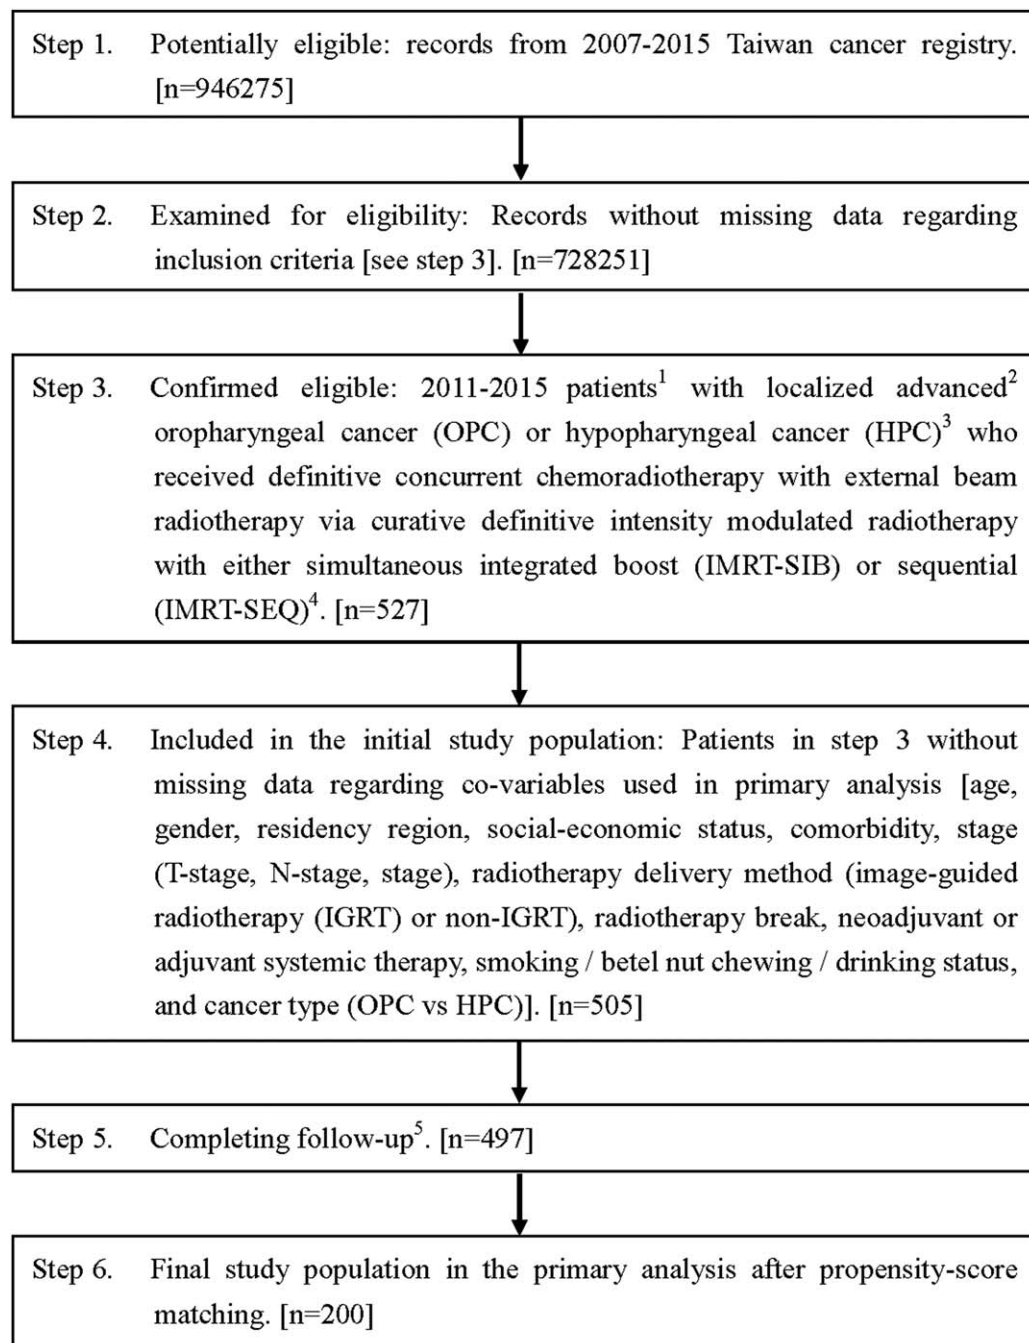 Step 1. Potentially eligible: records from 2007-2015 Taiwan cancer registry.
[n=946275]
Step 2. Examined for eligibility: Records without missing data regarding
inclusion criteria [see step 3]. [n=728251]
Step 3. Confirmed eligible: 2011-2015 patients¹ with localized advanced²
oropharyngeal cancer (OPC) or hypopharyngeal cancer (HPC)³ who
received definitive concurrent chemoradiotherapy with external beam
radiotherapy via curative definitive intensity modulated radiotherapy
with either simultaneous integrated boost (IMRT-SIB) or sequential
(IMRT-SEQ)⁴. [n=527]
Step 4. Included in the initial study population: Patients in step 3 without
missing data regarding co-variables used in primary analysis [age,
gender, residency region, social-economic status, comorbidity, stage
(T-stage, N-stage, stage), radiotherapy delivery method (image-guided
radiotherapy (IGRT) or non-IGRT), radiotherapy break, neoadjuvant or
adjuvant systemic therapy, smoking / betel nut chewing / drinking status,
and cancer type (OPC vs HPC)]. [n=505]
Step 5. Completing follow-up⁵. [n=497]
Step 6. Final study population in the primary analysis after propensity-score
matching. [n=200]